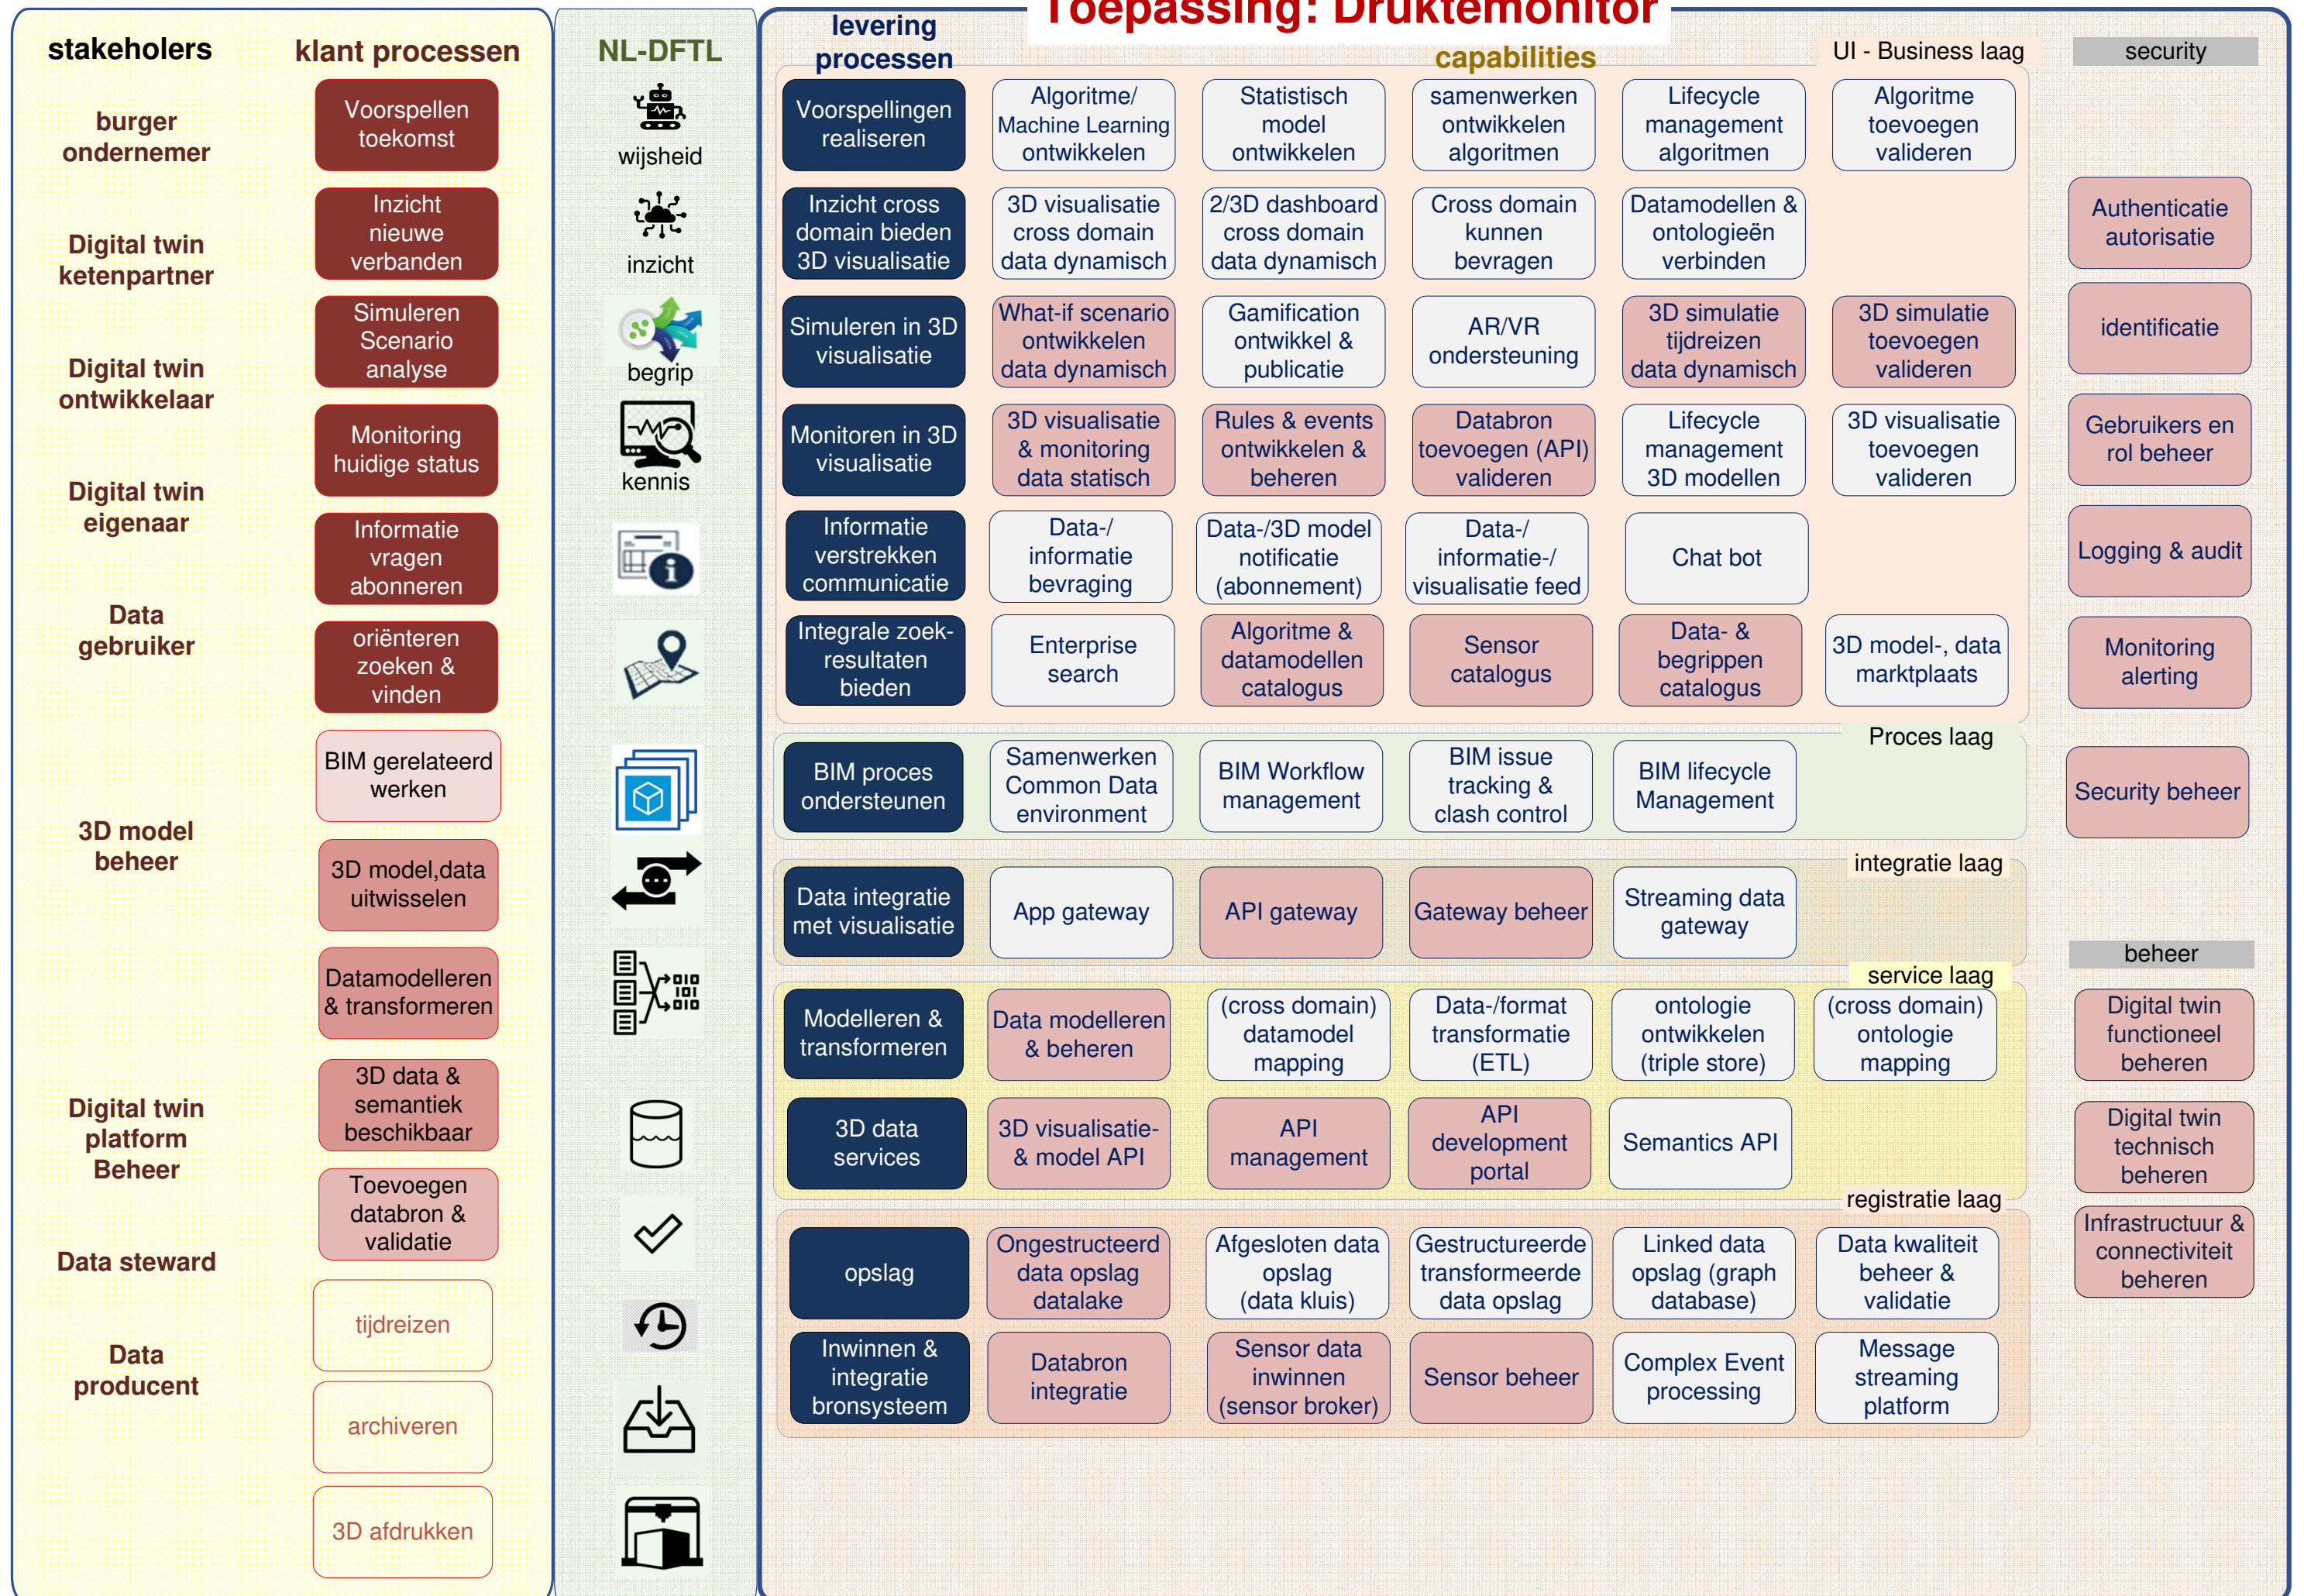 Toepassing: Druktemonitor
stakeholers
klant processen
NL-DFTL
levering
processen
capabilities
UI - Business laag
security
burger
ondernemer
Digital twin
ketenpartner
Digital twin
ontwikkelaar
Digital twin
eigenaar
Data
gebruiker
3D model
beheer
Digital twin
platform
Beheer
Data steward
Data
producent
Voorspellen
toekomst
Inzicht
nieuwe
verbanden
Simuleren
Scenario
analyse
Monitoring
huidige status
Informatie
vragen
abonneren
oriënteren
zoeken &
vinden
BIM gerelateerd
werken
3D model,data
uitwisselen
Datamodelleren
& transformeren
3D data &
semantiek
beschikbaar
Toevoegen
databron &
validatie
tijdreizen
archiveren
3D afdrukken
wijsheid
inzicht
begrip
kennis
Voorspellingen
realiseren
Algoritme/
Machine Learning
ontwikkelen
Statistisch
model
ontwikkelen
samenwerken
ontwikkelen
algoritmen
Lifecycle
management
algoritmen
Algoritme
toevoegen
valideren
Inzicht cross
domain bieden
3D visualisatie
3D visualisatie
cross domain
data dynamisch
2/3D dashboard
cross domain
data dynamisch
Cross domain
kunnen
bevragen
Datamodellen &
ontologieën
verbinden
Simuleren in 3D
visualisatie
What-if scenario
ontwikkelen
data dynamisch
Gamification
ontwikkel &
publicatie
AR/VR
ondersteuning
3D simulatie
tijdreizen
data dynamisch
3D simulatie
toevoegen
valideren
Monitoren in 3D
visualisatie
3D visualisatie
& monitoring
data statisch
Rules & events
ontwikkelen &
beheren
Databron
toevoegen (API)
valideren
Lifecycle
management
3D modellen
3D visualisatie
toevoegen
valideren
Informatie
verstrekken
communicatie
Data-/
informatie
bevraging
Data-/3D model
notificatie
(abonnement)
Data-/
informatie-/
visualisatie feed
Chat bot
Integrale zoek-
resultaten
bieden
Enterprise
search
Algoritme &
datamodellen
catalogus
Sensor
catalogus
Data- &
begrippen
catalogus
3D model-, data
marktplaats
Proces laag
BIM proces
ondersteunen
Samenwerken
Common Data
environment
BIM Workflow
management
BIM issue
tracking &
clash control
BIM lifecycle
Management
integratie laag
Data integratie
met visualisatie
App gateway
API gateway
Gateway beheer
Streaming data
gateway
service laag
Modelleren &
transformeren
Data modelleren
& beheren
(cross domain)
datamodel
mapping
Data-/format
transformatie
(ETL)
ontologie
ontwikkelen
(triple store)
(cross domain)
ontologie
mapping
3D data
services
3D visualisatie-
& model API
API
management
API
development
portal
Semantics API
registratie laag
opslag
Ongestructeerd
data opslag
datalake
Afgesloten data
opslag
(data kluis)
Gestructureerde
transformeerde
data opslag
Linked data
opslag (graph
database)
Data kwaliteit
beheer &
validatie
Inwinnen &
integratie
bronsysteem
Databron
integratie
Sensor data
inwinnen
(sensor broker)
Sensor beheer
Complex Event
processing
Message
streaming
platform
Authenticatie
autorisatie
identificatie
Gebruikers en
rol beheer
Logging & audit
Monitoring
alerting
Security beheer
beheer
Digital twin
functioneel
beheren
Digital twin
technisch
beheren
Infrastructuur &
connectiviteit
beheren